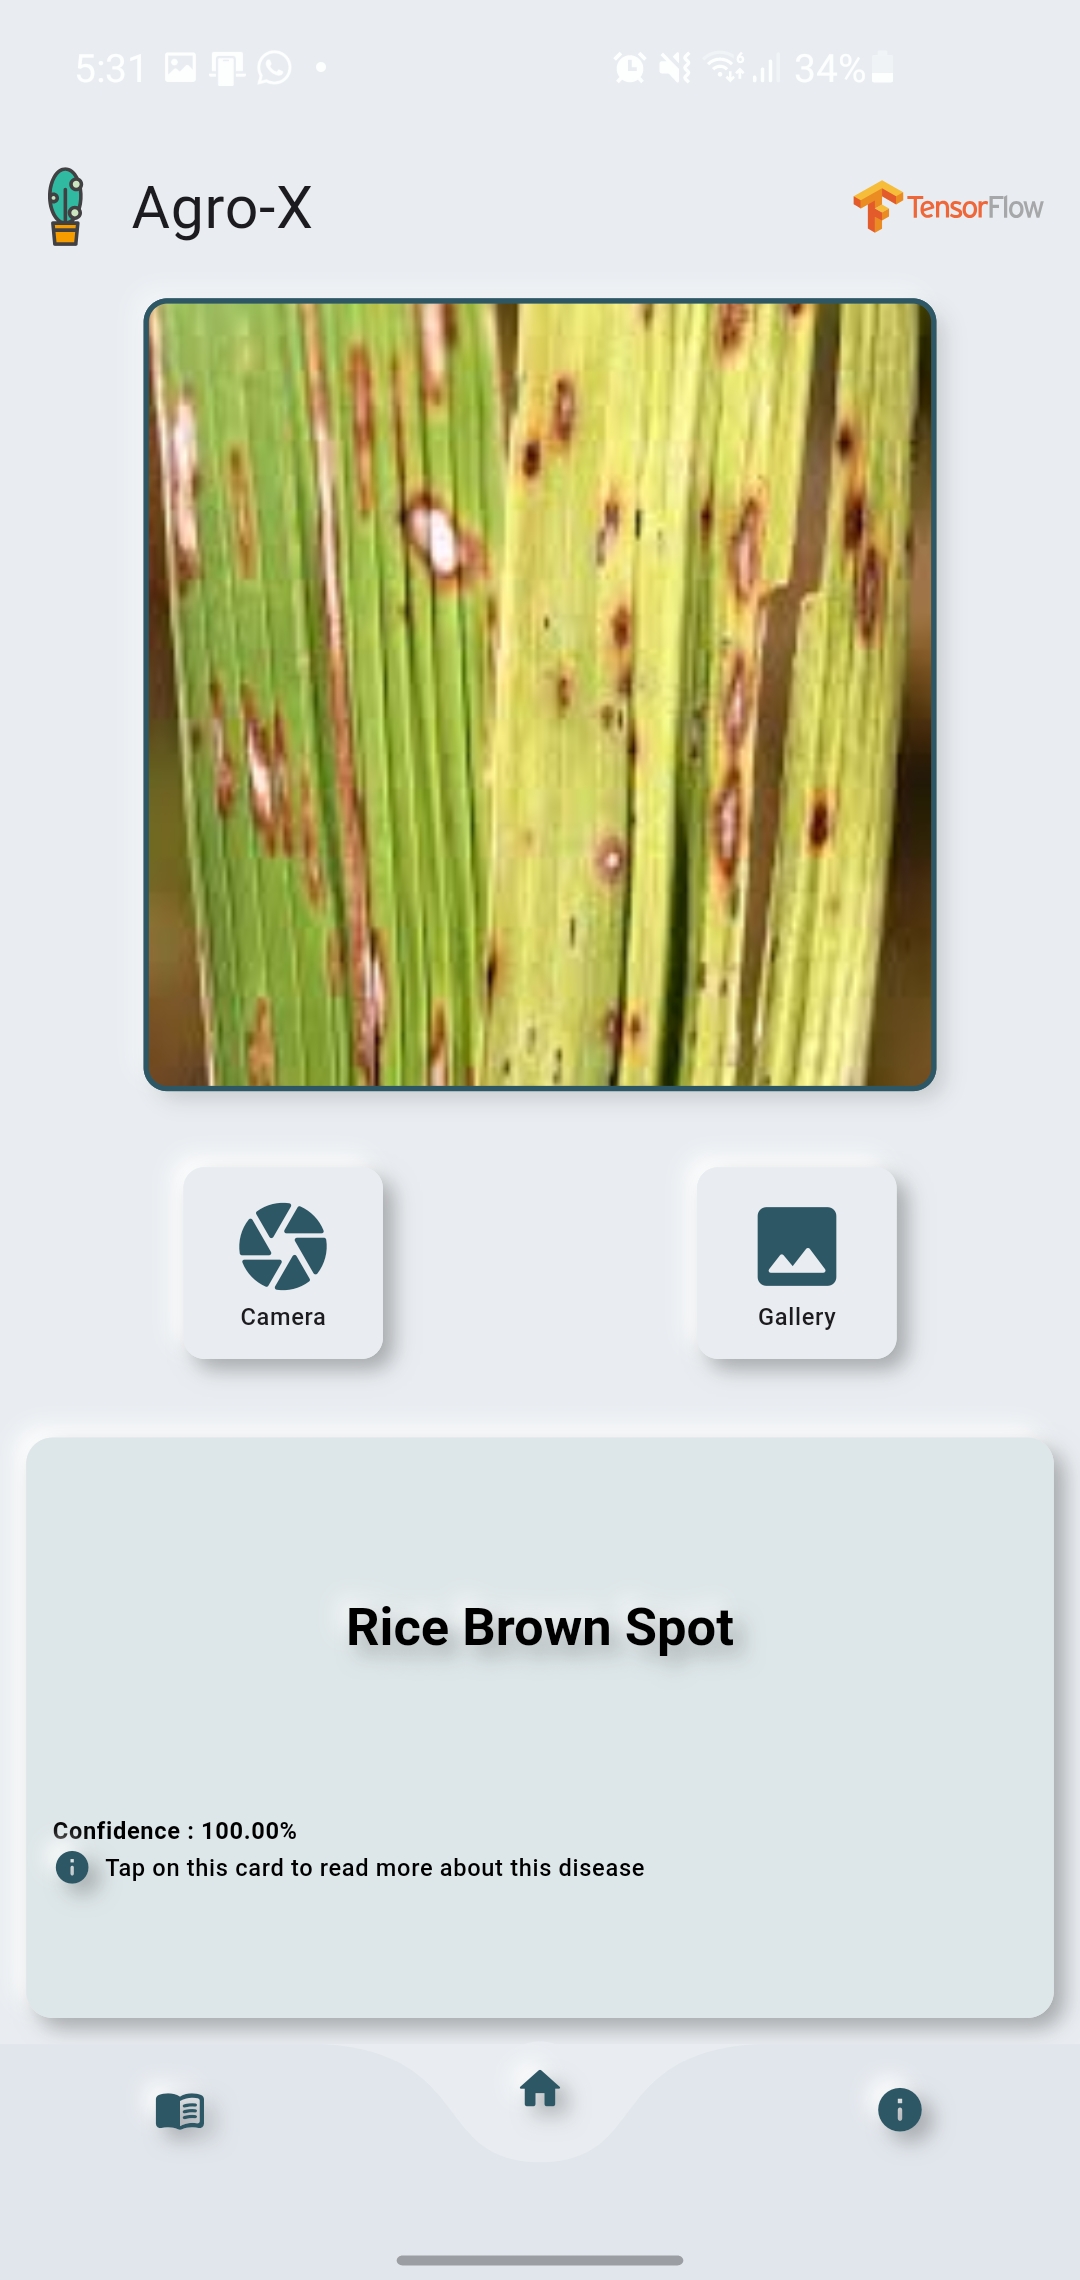 5:31 34%
Agro-X TensorFlow
Camera Gallery
Rice Brown Spot
Confidence : 100.00%
Tap on this card to read more about this disease